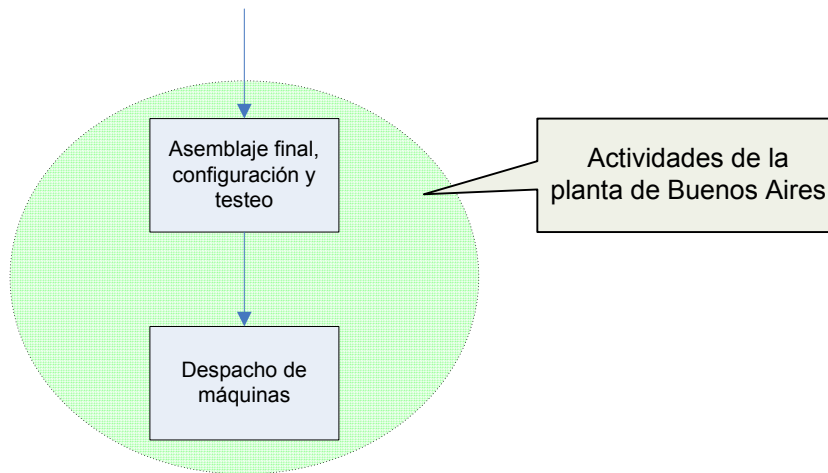 Asemblaje final,
configuración y
testeo
Actividades de la
planta de Buenos Aires
Despacho de
máquinas